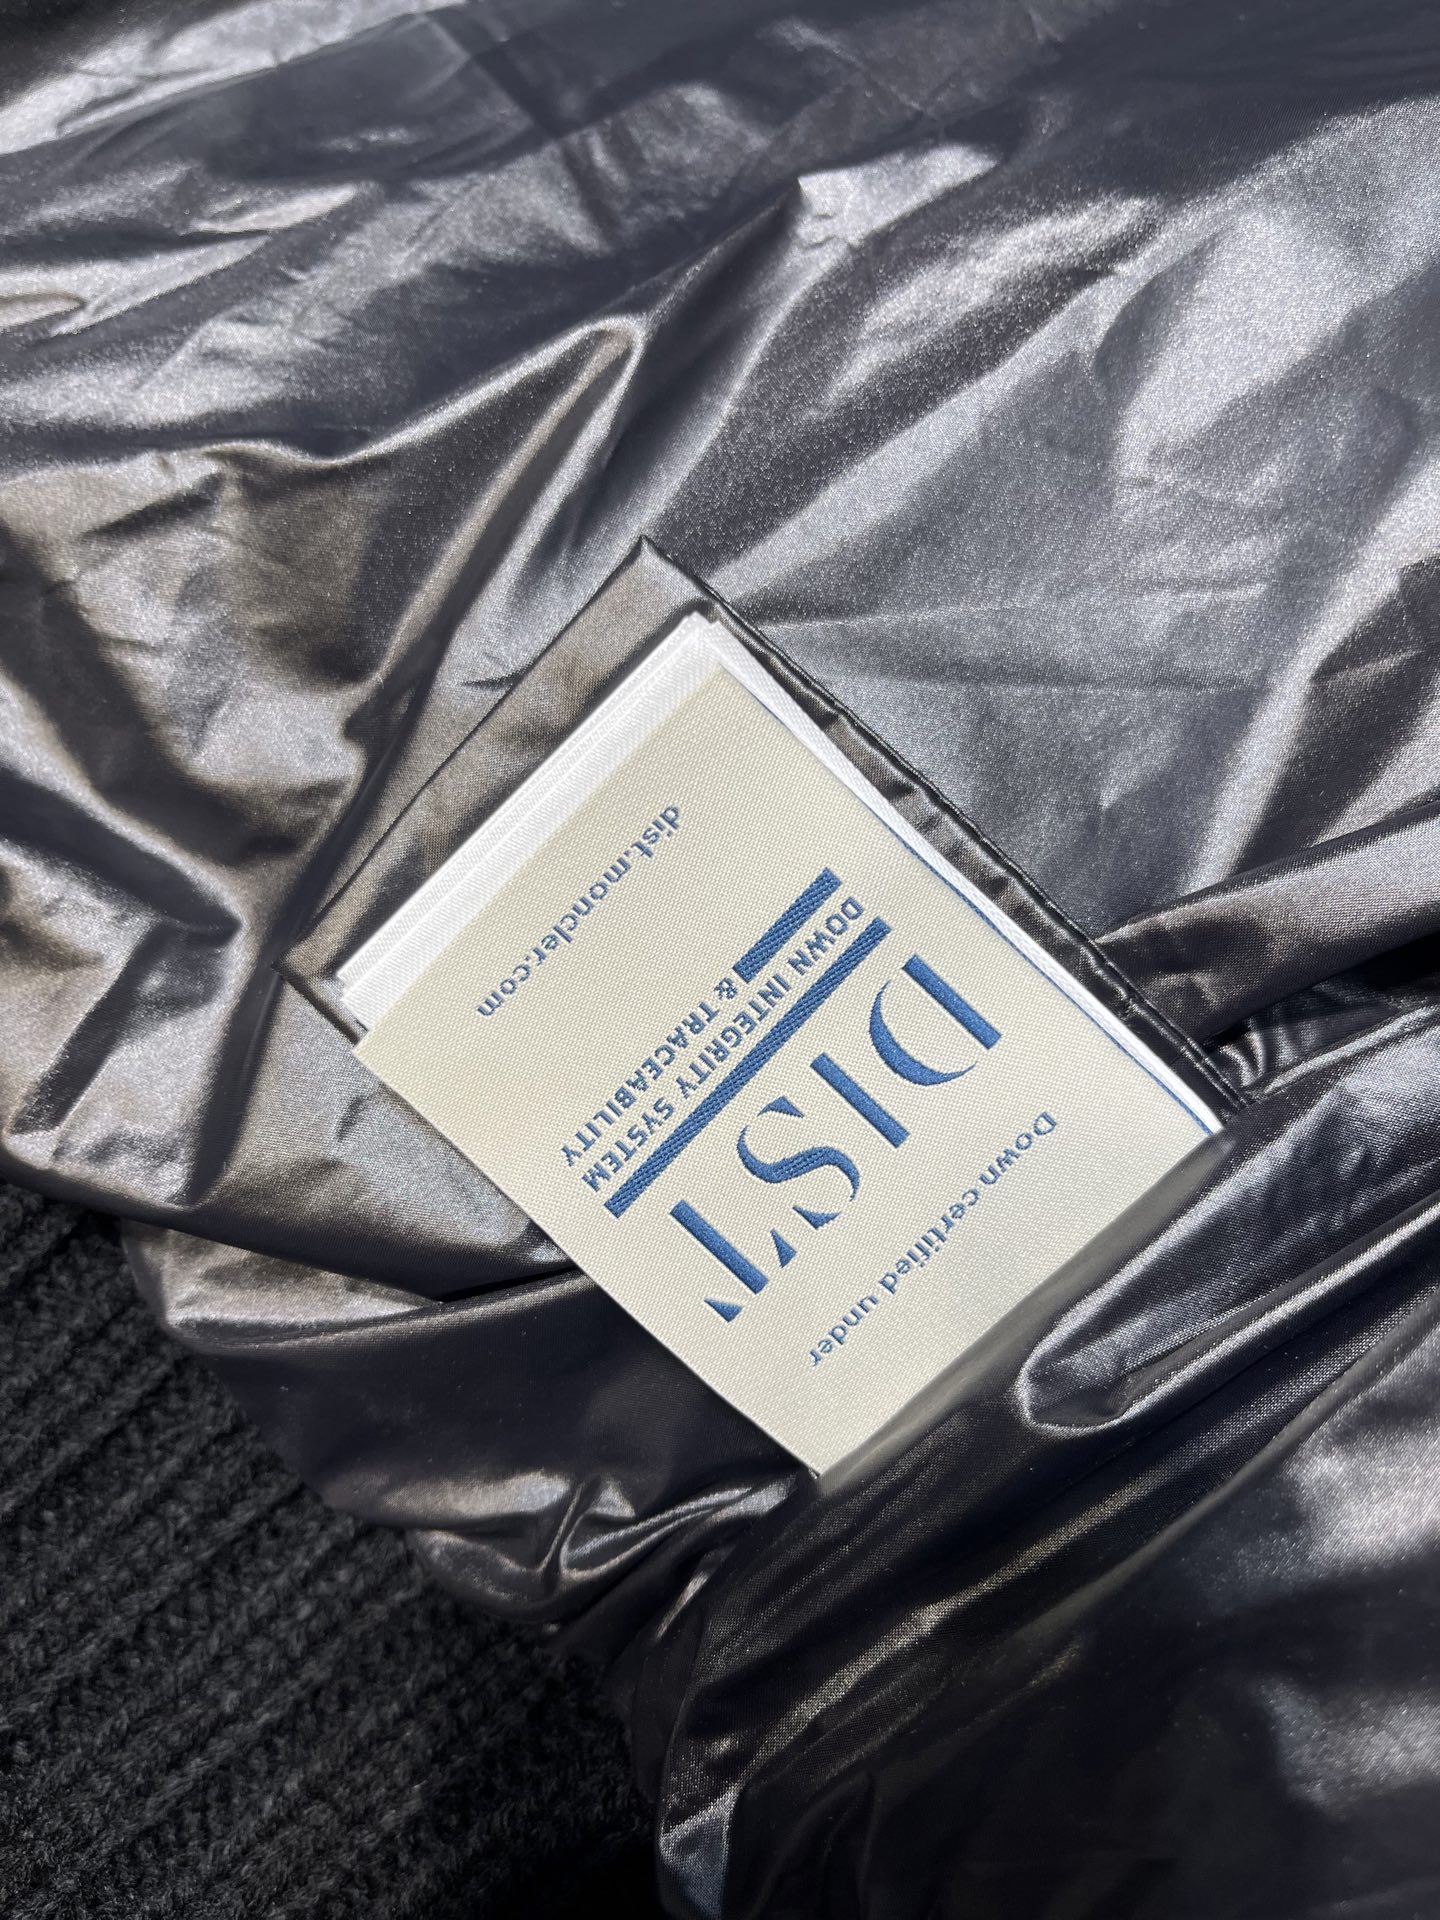 Down certified under
DIST
DOWN INTEGRITY SYSTEM
& TRACEABILITY
dist.moncler.com